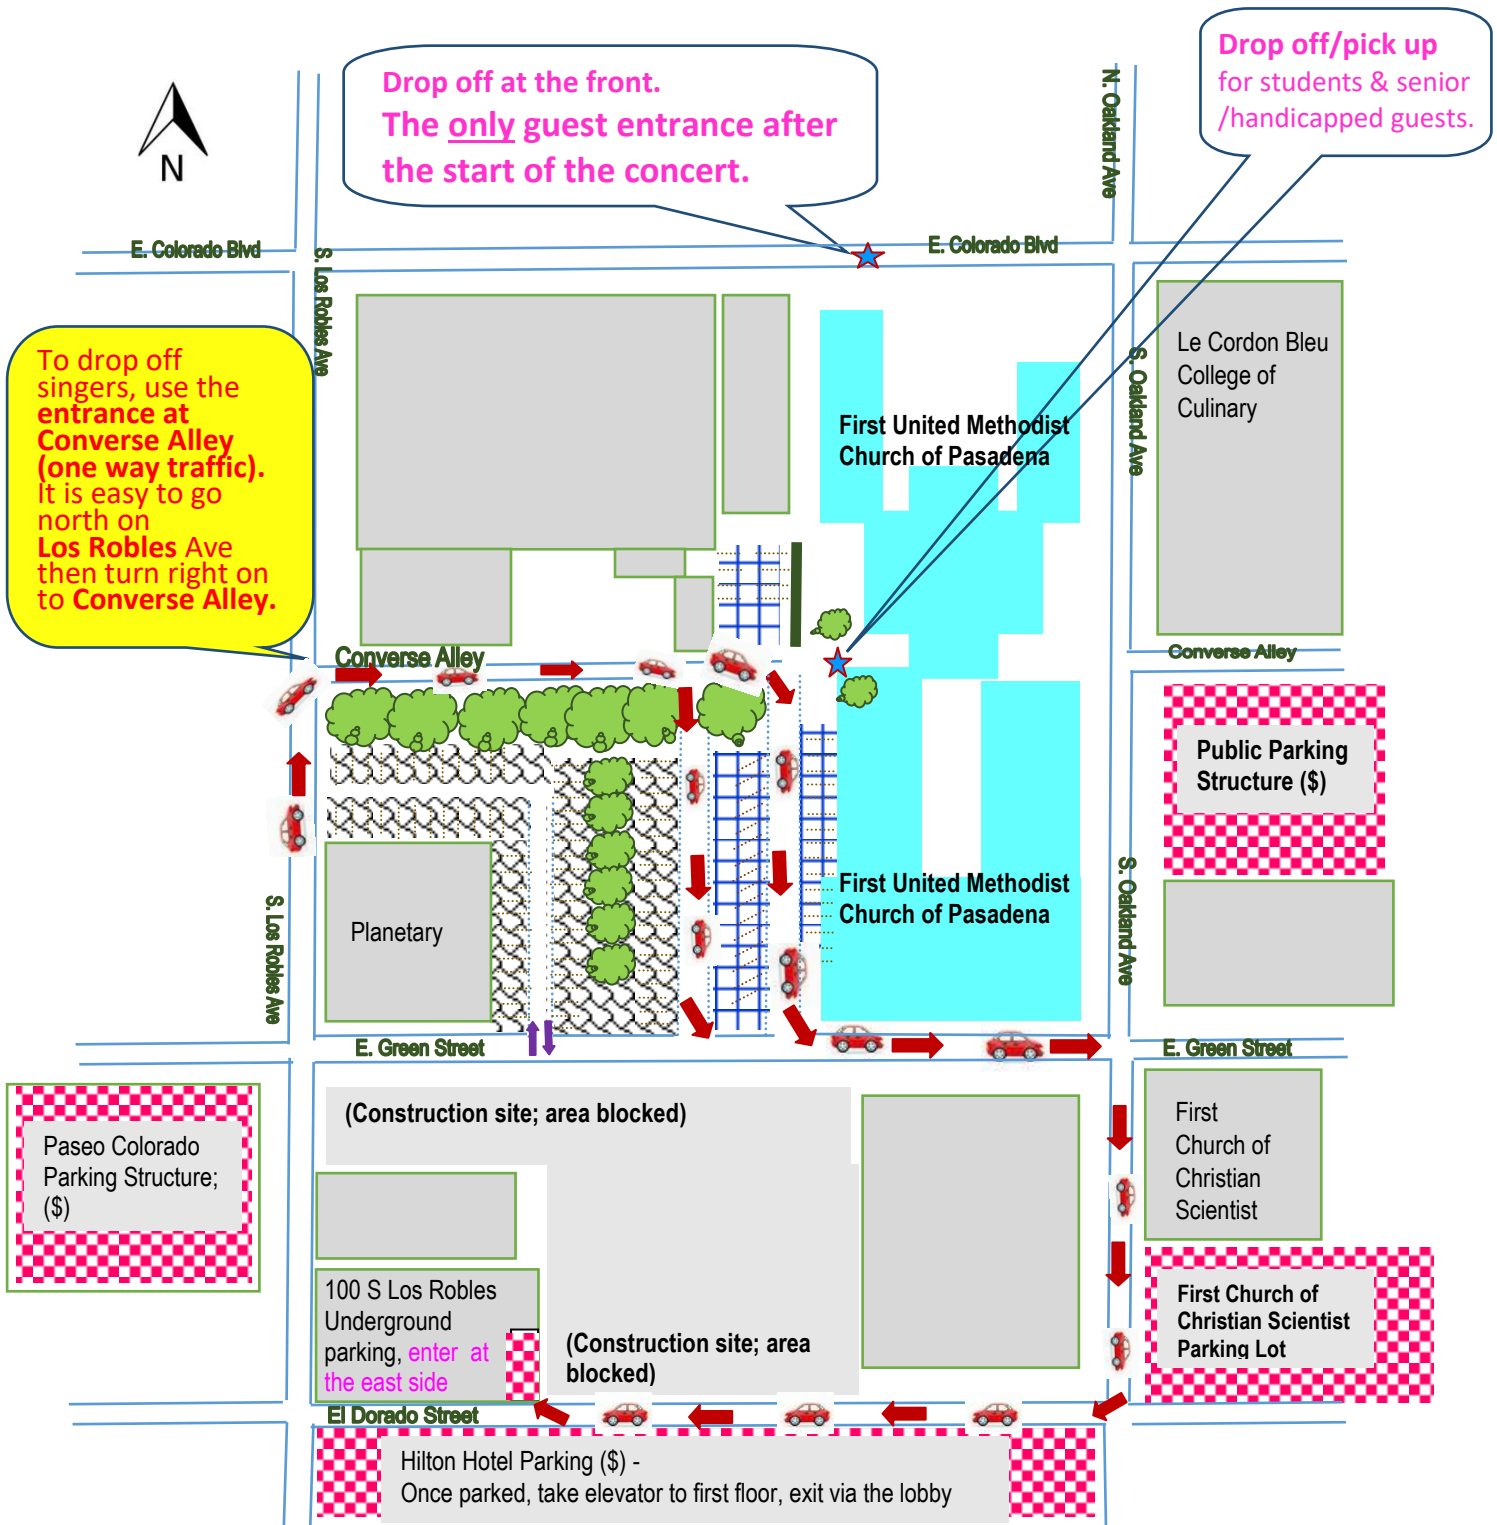 Drop off at the front.
The only guest entrance after
the start of the concert.
Drop off/pick up
for students & senior
/handicapped guests.
N
N. Oakland Ave
E. Colorado Blvd
E. Colorado Blvd
S. Los Robles Ave
To drop off
singers, use the
entrance at
Converse Alley
(one way traffic).
It is easy to go
north on
Los Robles Ave
then turn right on
to Converse Alley.
Le Cordon Bleu
College of
Culinary
S. Oakland Ave
First United Methodist
Church of Pasadena
Converse Alley
Converse Alley
Public Parking
Structure ($)
First United Methodist
Church of Pasadena
S. Oakland Ave
S. Los Robles Ave
Planetary
E. Green Street
E. Green Street
(Construction site; area blocked)
First
Church of
Christian
Scientist
Paseo Colorado
Parking Structure;
($)
100 S Los Robles
Underground
parking, enter at
the east side
(Construction site; area
blocked)
First Church of
Christian Scientist
Parking Lot
El Dorado Street
Hilton Hotel Parking ($) -
Once parked, take elevator to first floor, exit via the lobby